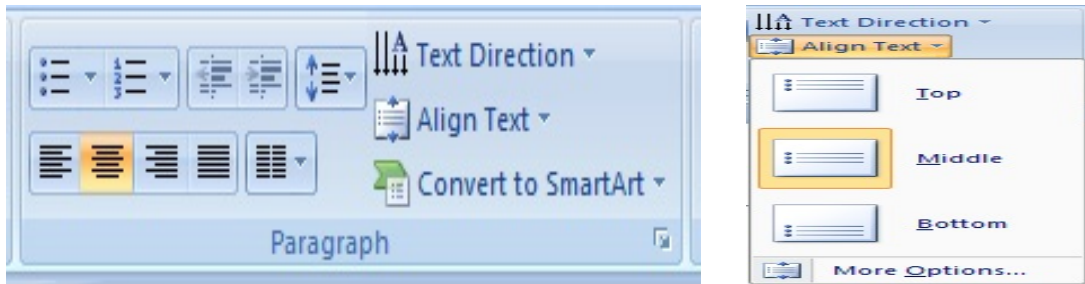 Text Direction
Align Text
Convert to SmartArt
Paragraph
Text Direction
Align Text
Top
Middle
Bottom
More Options...